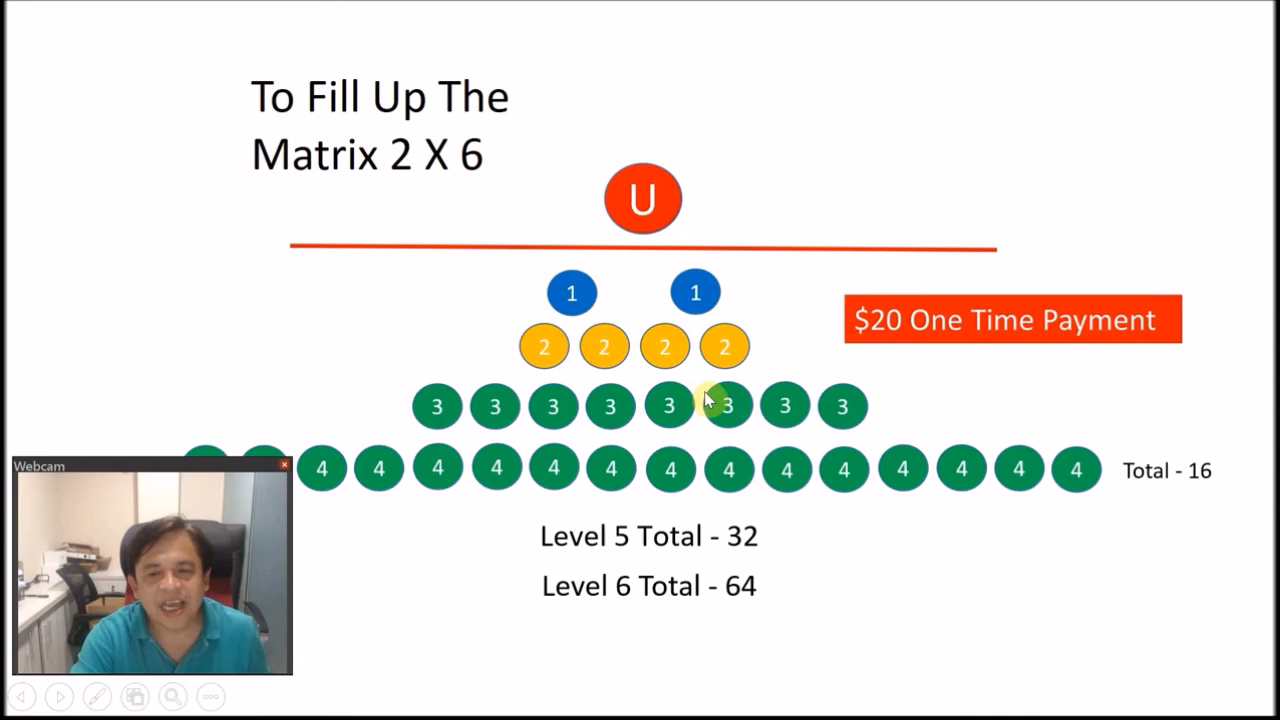 To Fill Up The
Matrix 2 X 6
U
1 1
$20 One Time Payment
2 2 2 2
3 3 3 3 3 3 3 3
4 4 4 4 4 4 4 4 4 4 4 4 4 4 Total - 16
Webcam
Level 5 Total - 32
Level 6 Total - 64